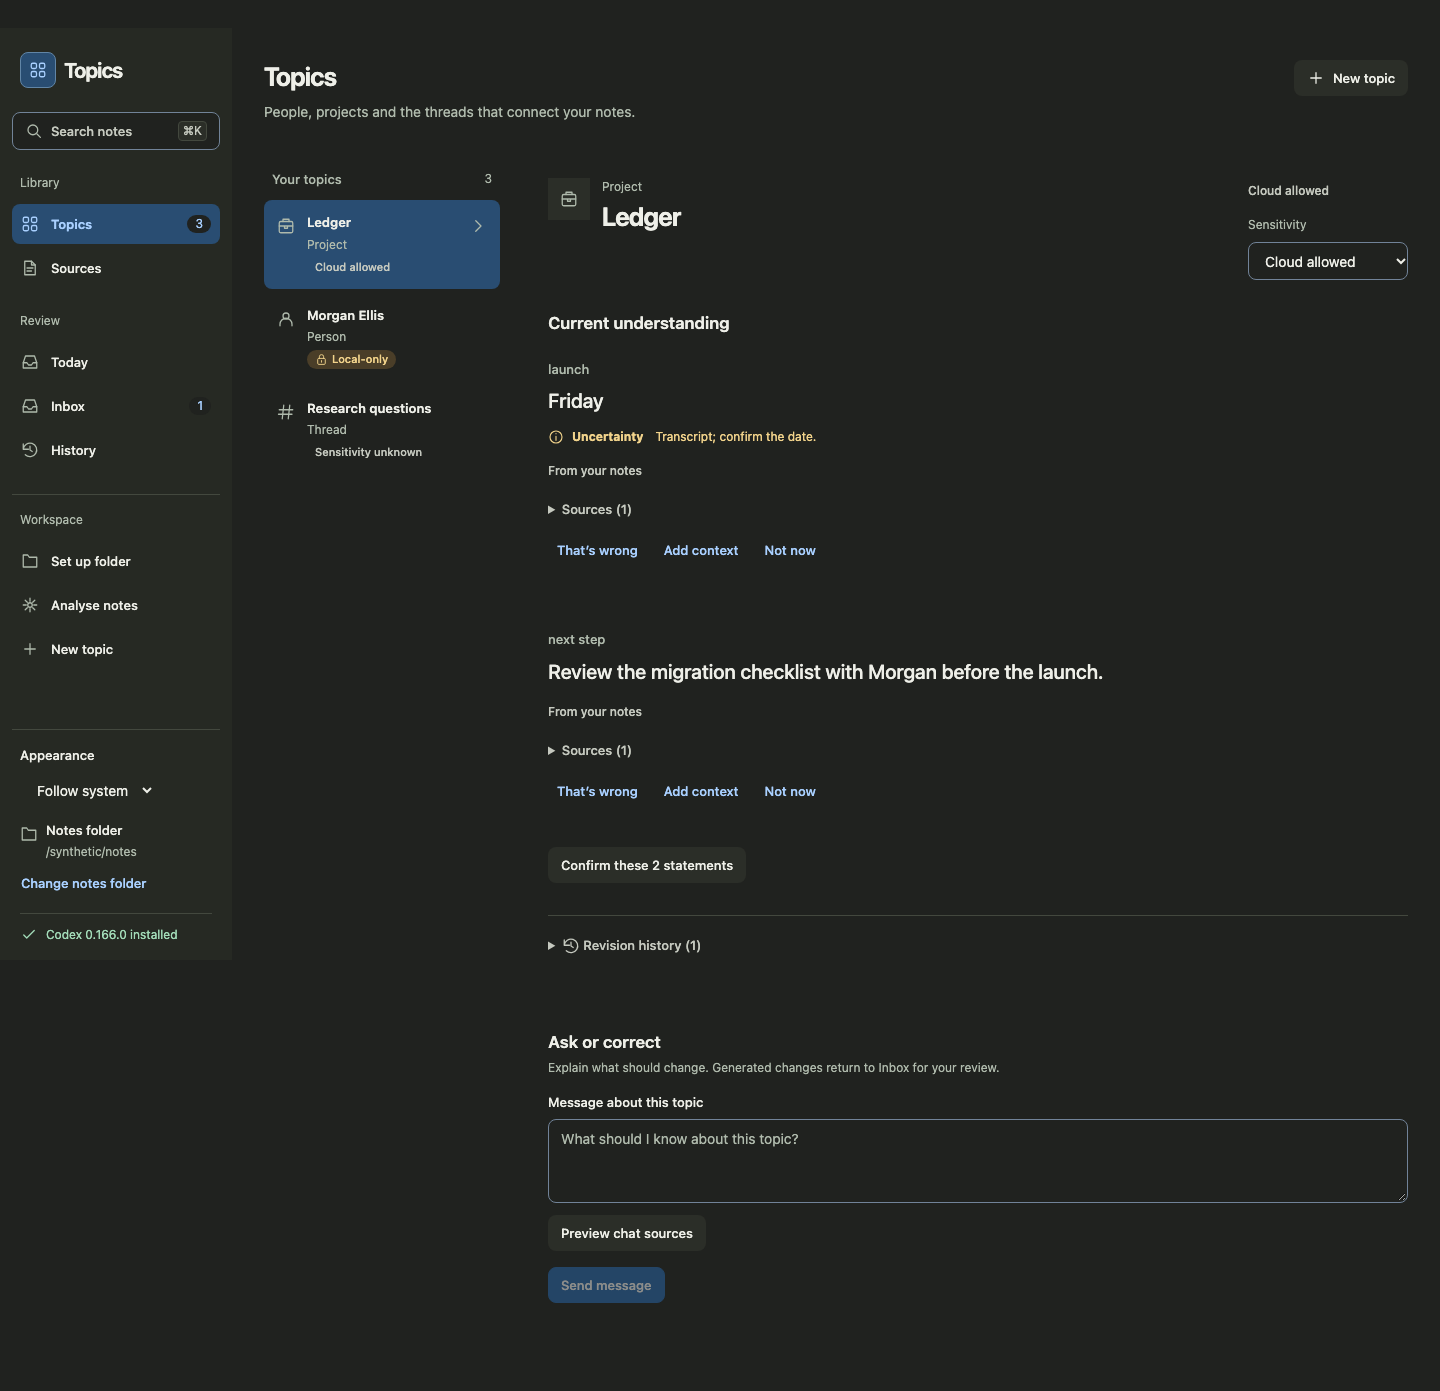 Topics
Search notes ⌘K
Library
Topics 3
Sources
Review
Today
Inbox 1
History
Workspace
Set up folder
Analyse notes
New topic
Appearance
Follow system
Notes folder
/synthetic/notes
Change notes folder
Codex 0.166.0 installed
Topics
People, projects and the threads that connect your notes.
New topic
Your topics 3
Ledger
Project
Cloud allowed
Morgan Ellis
Person
Local-only
Research questions
Thread
Sensitivity unknown
Project
Ledger
Cloud allowed
Sensitivity
Cloud allowed
Current understanding
launch
Friday
Uncertainty Transcript; confirm the date.
From your notes
Sources (1)
That’s wrong Add context Not now
next step
Review the migration checklist with Morgan before the launch.
From your notes
Sources (1)
That’s wrong Add context Not now
Confirm these 2 statements
Revision history (1)
Ask or correct
Explain what should change. Generated changes return to Inbox for your review.
Message about this topic
What should I know about this topic?
Preview chat sources
Send message